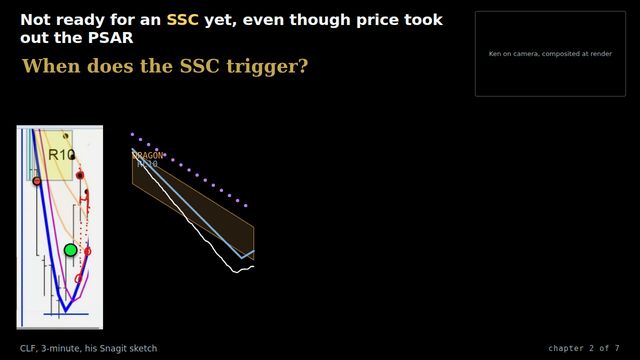 Not ready for an SSC yet, even though price took
out the PSAR
When does the SSC trigger?
Ken on camera, composited at render
R10
DRAGON
R10
CLF, 3-minute, his Snagit sketch
chapter 2 of 7